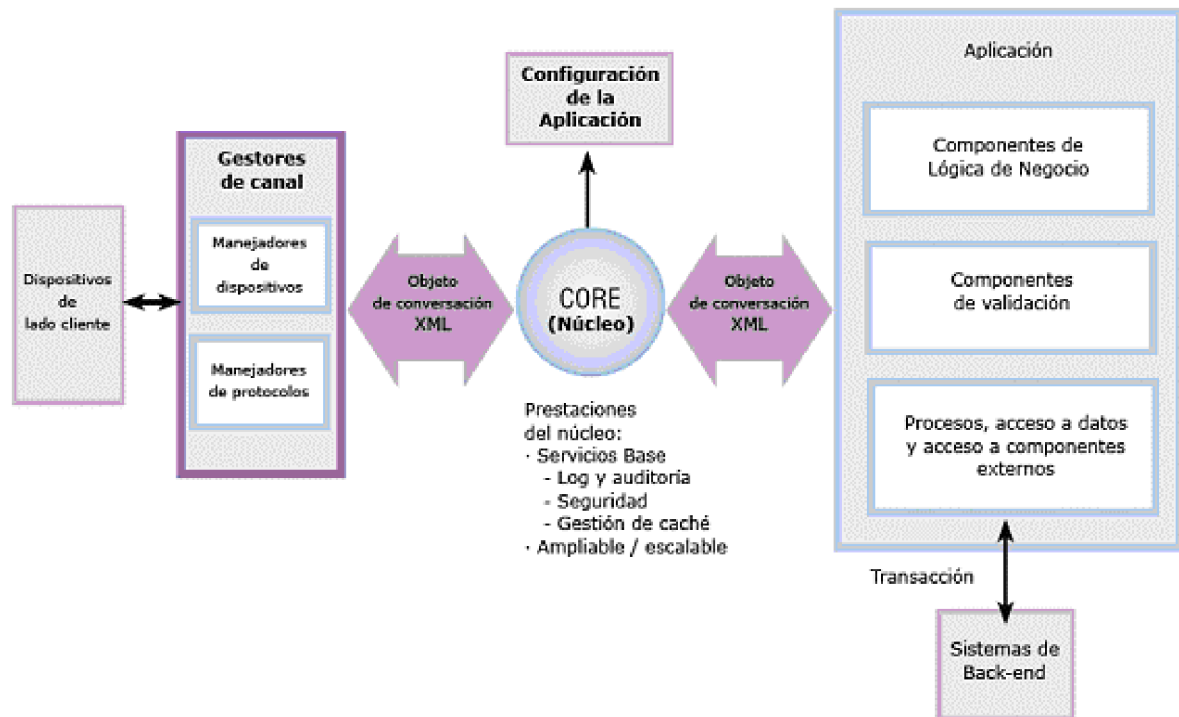 Dispositivos
de
lado cliente
Gestores
de canal
Manejadores
de
dispositivos
Manejadores
de protocolos
Objeto
de conversación
XML
Configuración
de la
Aplicación
CORE
(Núcleo)
Prestaciones
del núcleo:
· Servicios Base
- Log y auditoría
- Seguridad
- Gestión de caché
· Ampliable / escalable
Objeto
de conversación
XML
Aplicación
Componentes de
Lógica de Negocio
Componentes
de validación
Procesos, acceso a datos
y acceso a componentes
externos
Transacción
Sistemas de
Back-end